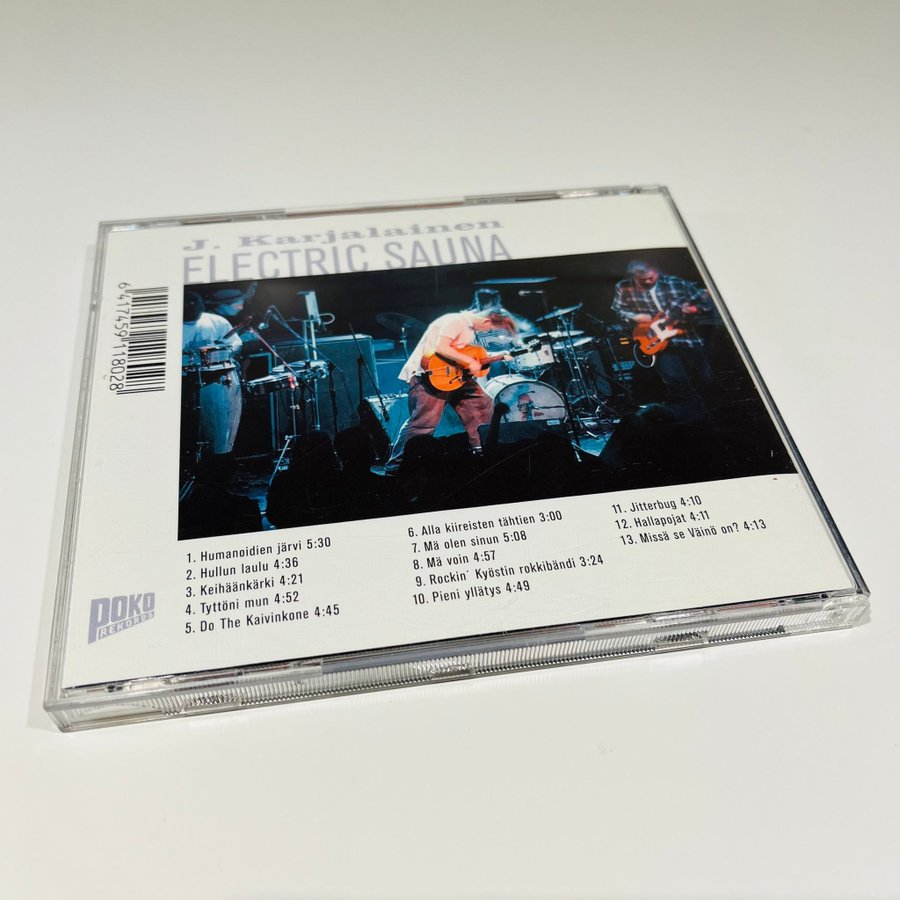 J. Karjalainen
ELECTRIC SAUNA
6417459118028
1. Humanoidien järvi 5:30
2. Hullun laulu 4:36
3. Keihäänkärki 4:21
4. Tyttöni mun 4:52
5. Do The Kaivinkone 4:45
6. Alla kiireisten tähtien 3:00
7. Mä olen sinun 5:08
8. Mä voin 4:57
9. Rockin´ Kyöstin rokkibändi 3:24
10. Pieni yllätys 4:49
11. Jitterbug 4:10
12. Hallapojat 4:11
13. Missä se Väinö on? 4:13
POKO
REKORDS